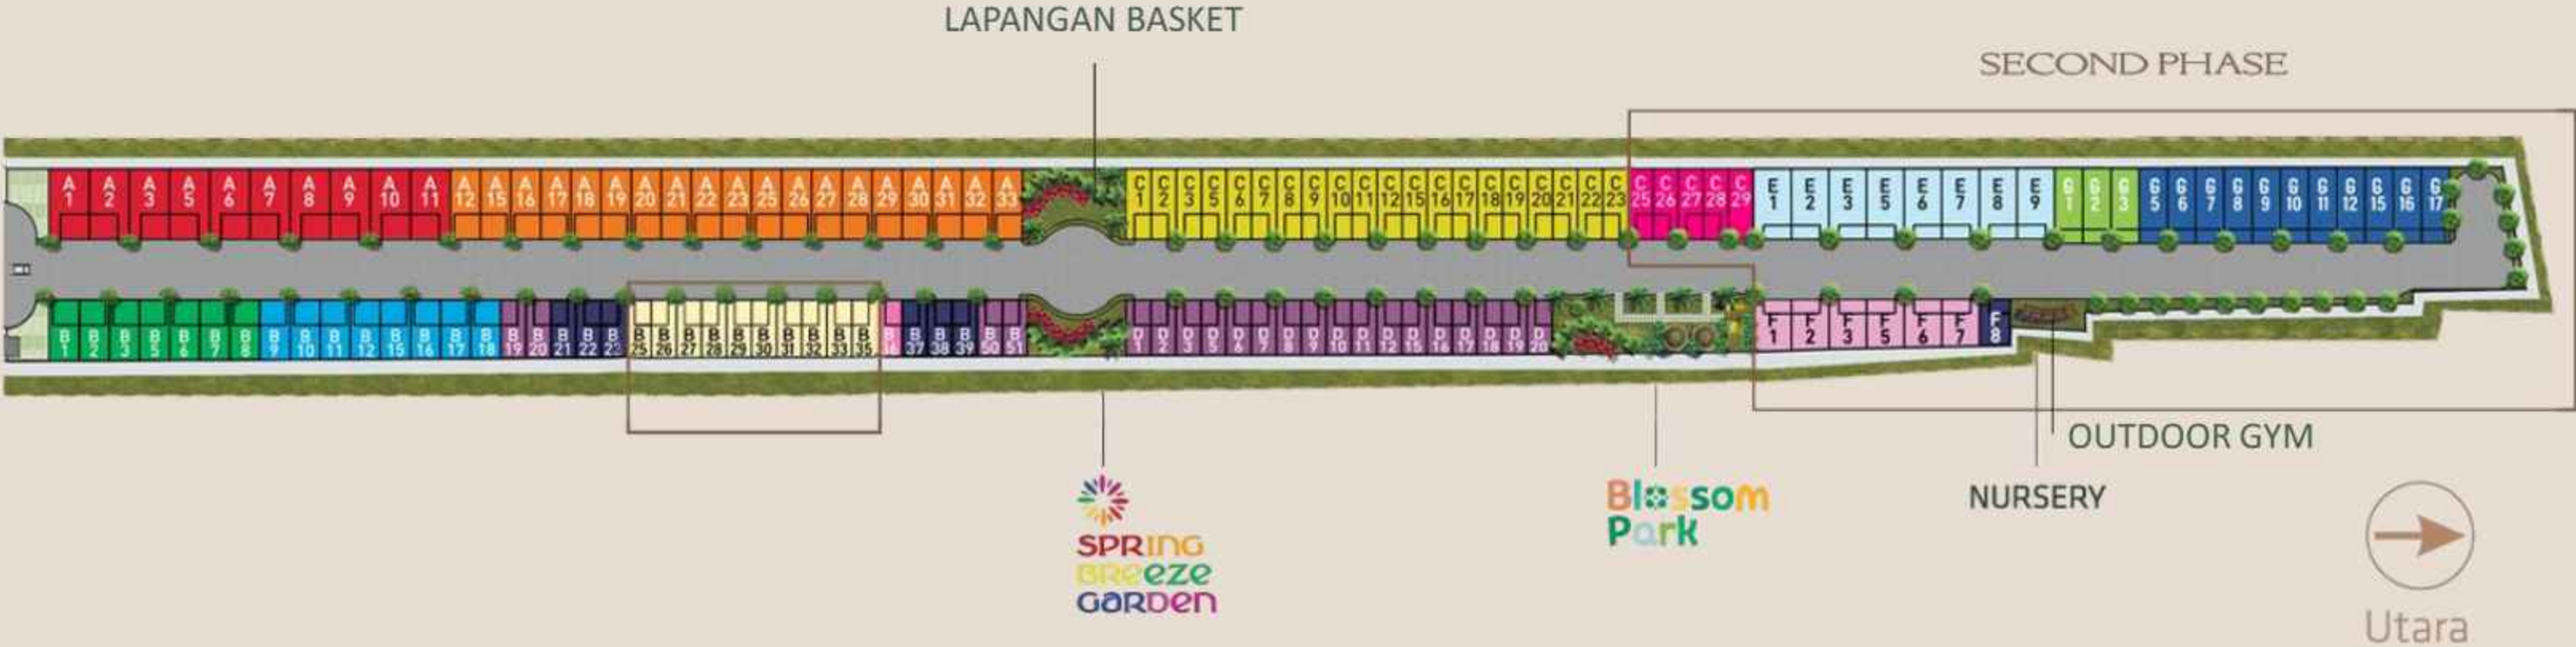 LAPANGAN BASKET
SECOND PHASE
A 1 A 2 A 3 A 5 A 6 A 7 A 8 A 9 A 10 A 11 A 12 A 15 A 16 A 17 A 18 A 19 A 20 A 21 A 22 A 23 A 25 A 26 A 27 A 28 A 29 A 30 A 31 A 32 A 33
C 1 C 2 C 3 C 5 C 6 C 7 C 8 C 9 C 10 C 11 C 12 C 15 C 16 C 17 C 18 C 19 C 20 C 21 C 22 C 23 C 25 C 26 C 27 C 28 C 29
E 1 E 2 E 3 E 5 E 6 E 7 E 8 E 9
G 1 G 2 G 3 G 5 G 6 G 7 G 8 G 9 G 10 G 11 G 12 G 15 G 16 G 17
B 1 B 2 B 3 B 5 B 6 B 7 B 8 B 9 B 10 B 11 B 12 B 15 B 16 B 17 B 18 B 19 B 20 B 21 B 22 B 23 B 25 B 26 B 27 B 28 B 29 B 30 B 31 B 32 B 33 B 35 B 36 B 37 B 38 B 39 B 50 B 51
D 1 D 2 D 3 D 5 D 6 D 7 D 8 D 9 D 10 D 11 D 12 D 15 D 16 D 17 D 18 D 19 D 20
F 1 F 2 F 3 F 5 F 6 F 7 F 8
OUTDOOR GYM
NURSERY
SPRING
BREEZE
GARDEN
Blossom
Park
Utara